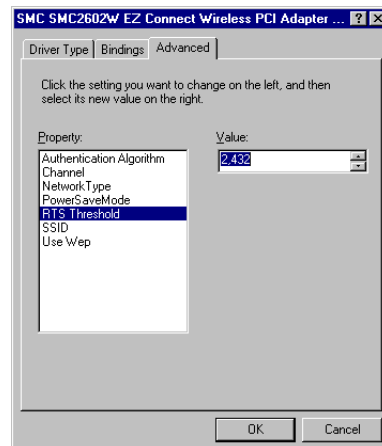 SMC SMC2602W EZ Connect Wireless PCI Adapter ... ? ×
Driver Type Bindings Advanced
Click the setting you want to change on the left, and then
select its new value on the right.
Property: Value:
Authentication Algorithm 2,432
Channel
NetworkType
PowerSaveMode
RTS Threshold
SSID
Use Wep
OK Cancel